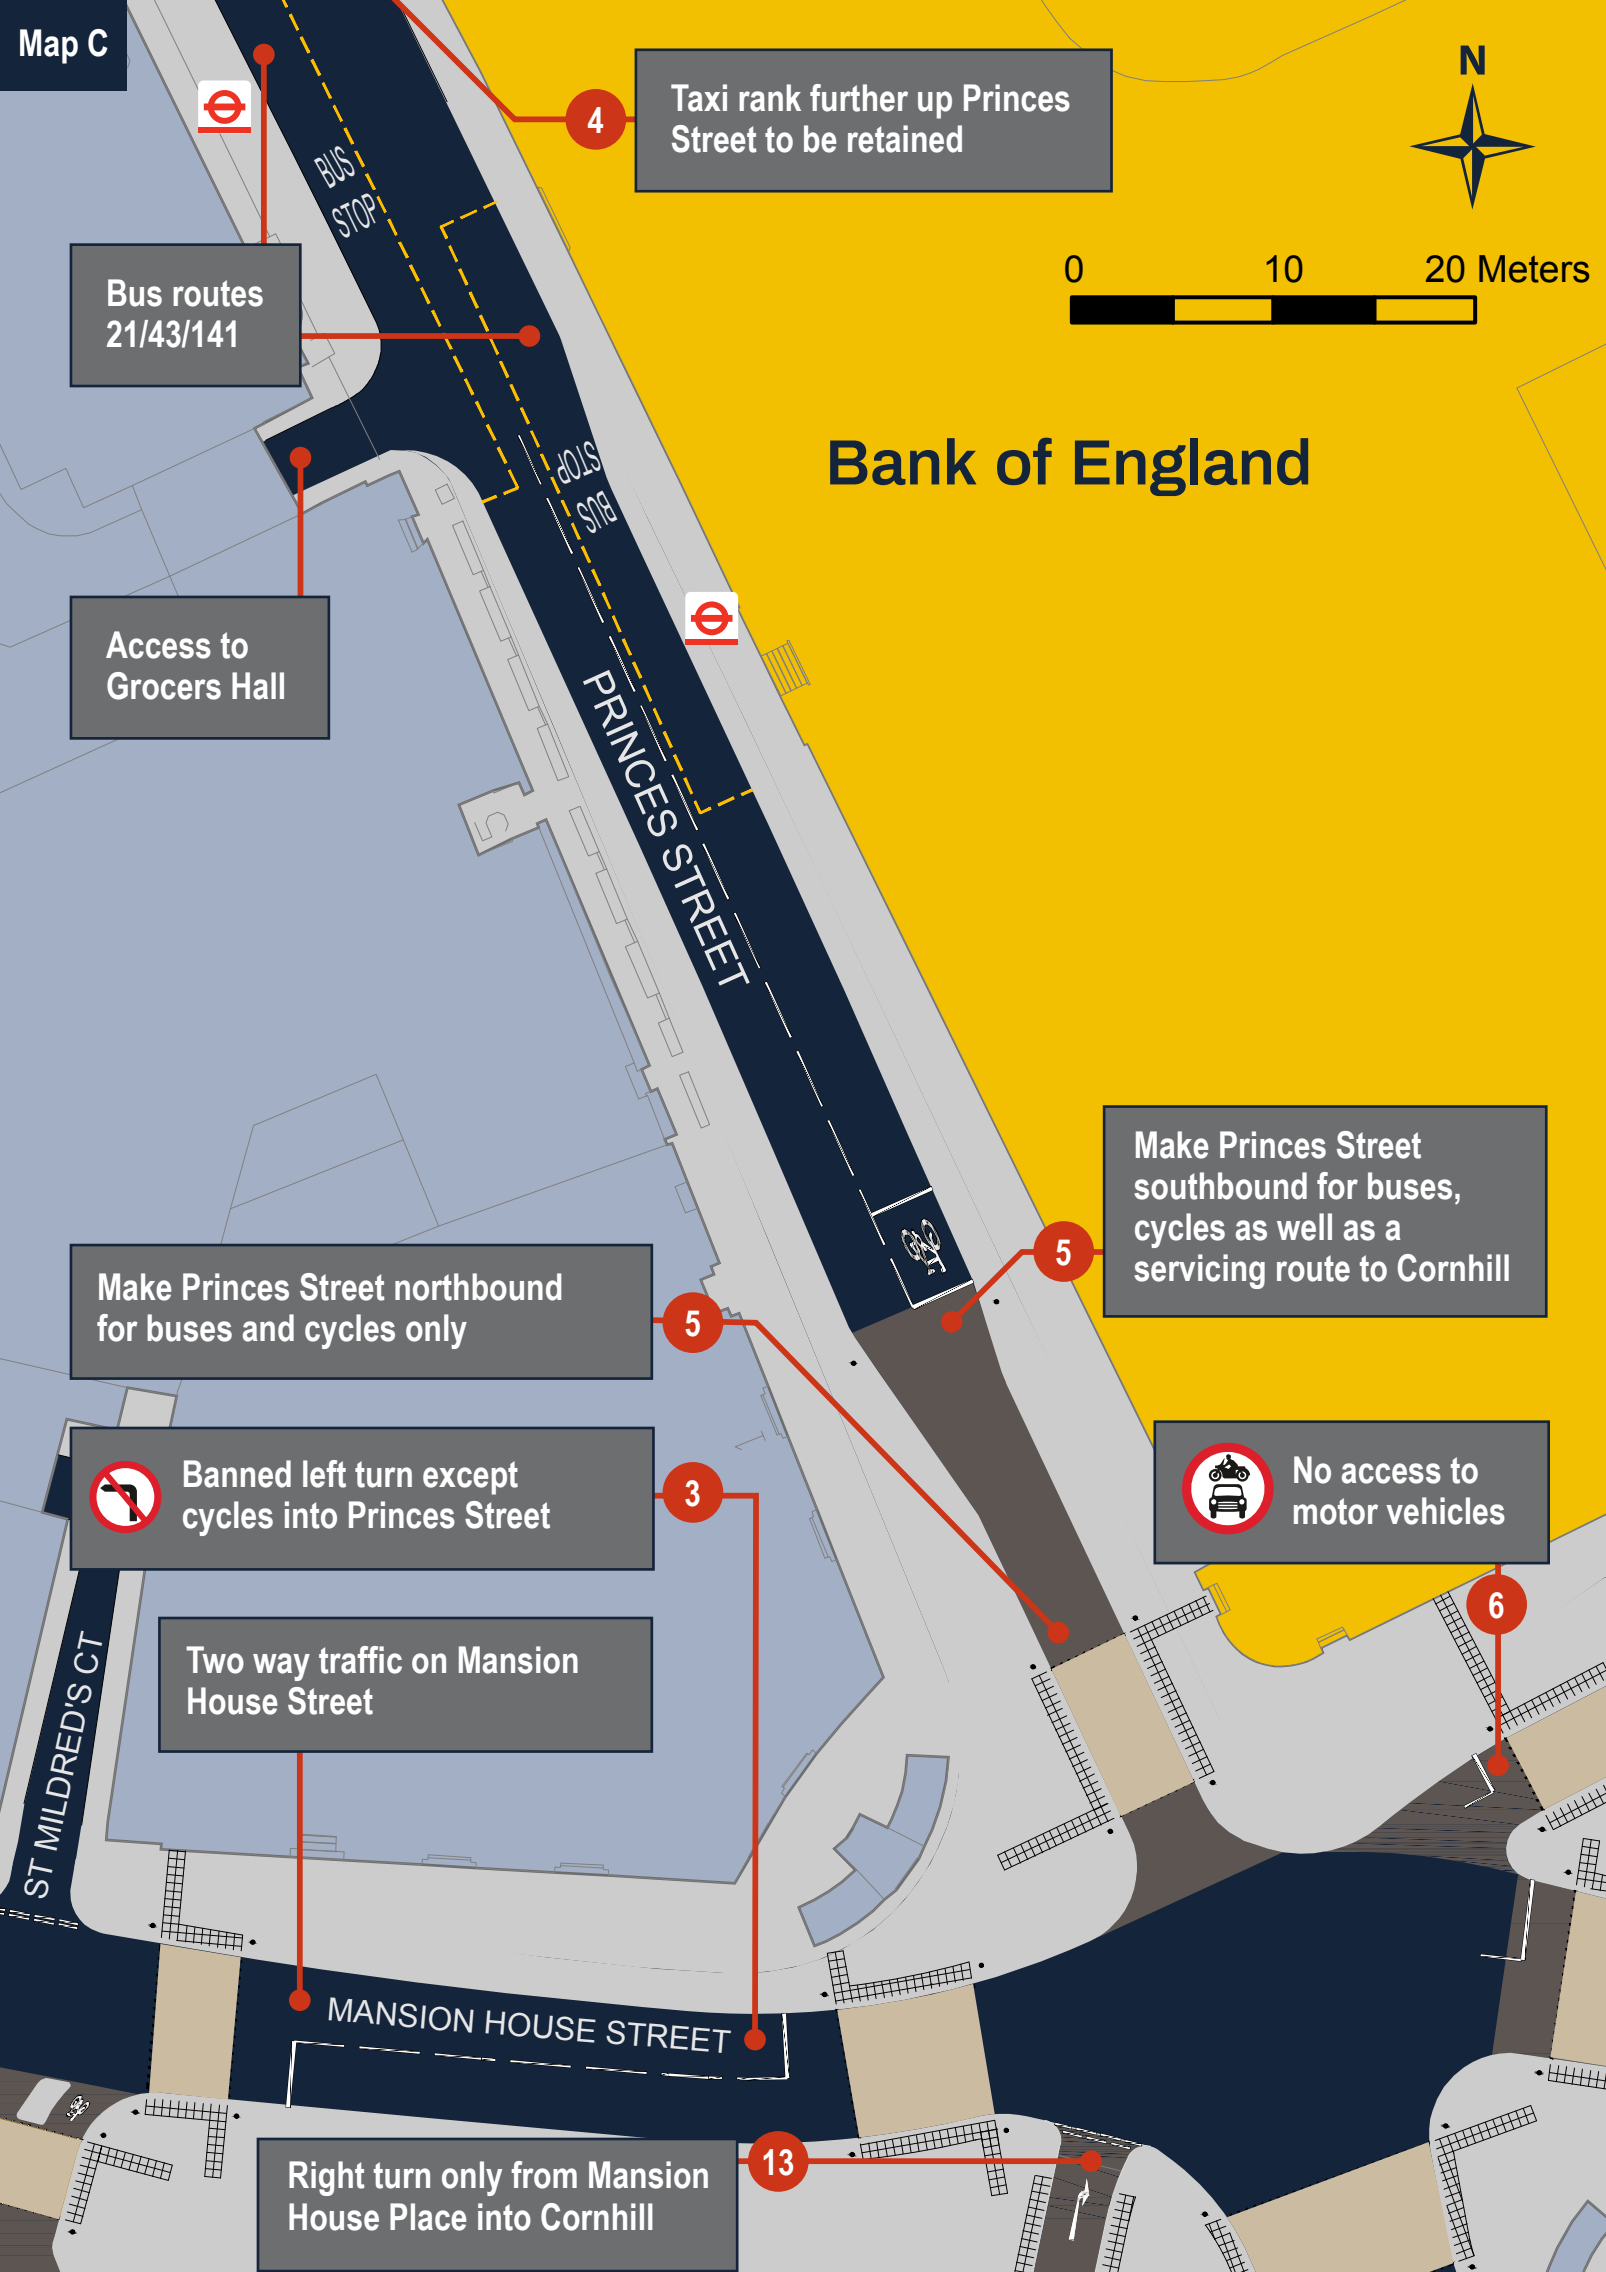 Map C
N
4
Taxi rank further up Princes
Street to be retained
BUS
STOP
0 10 20 Meters
Bus routes
21/43/141
Bank of England
BUS
STOP
Access to
Grocers Hall
PRINCES STREET
Make Princes Street
southbound for buses,
cycles as well as a
servicing route to Cornhill
5
Make Princes Street northbound
for buses and cycles only
5
Banned left turn except
cycles into Princes Street
3
No access to
motor vehicles
6
Two way traffic on Mansion
House Street
ST MILDRED'S CT
1
5
MANSION HOUSE STREET
Right turn only from Mansion
House Place into Cornhill
13